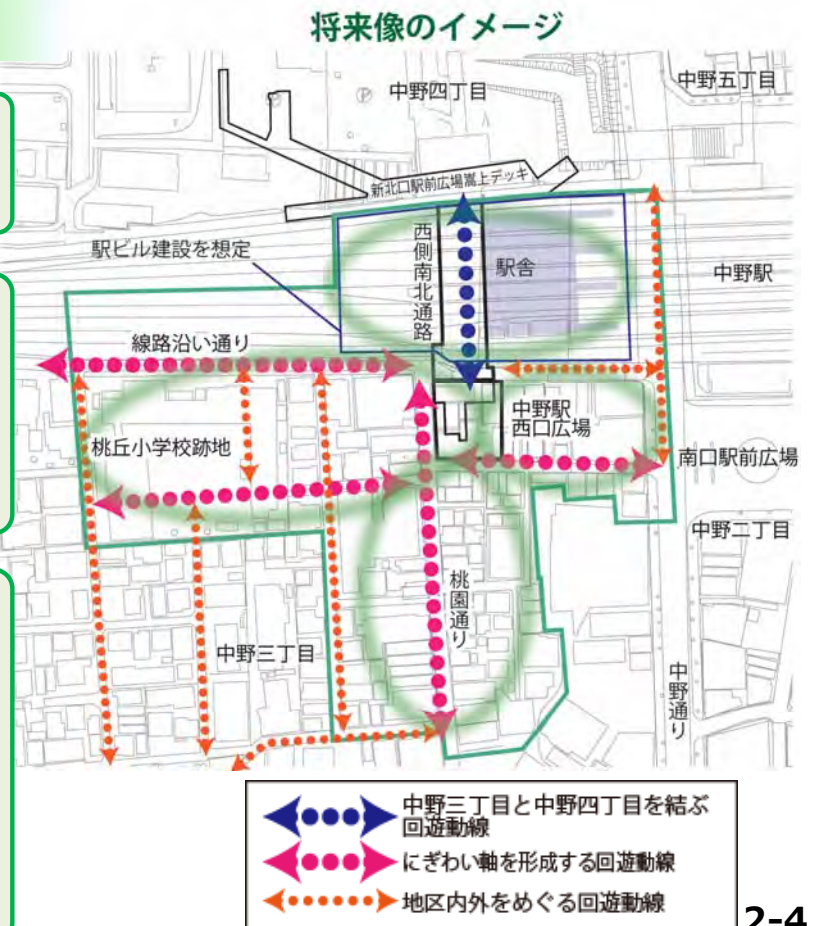 将来像のイメージ
中野四丁目
中野五丁目
新北口駅前広場嵩上デッキ
駅ビル建設を想定
西側南北通路
駅舎
中野駅
線路沿い通り
中野駅
西口広場
桃丘小学校跡地
南口駅前広場
中野二丁目
桃園通り
中野三丁目
中野通り
中野三丁目と中野四丁目を結ぶ
回遊動線
にぎわい軸を形成する回遊動線
地区内外をめぐる回遊動線
2-4